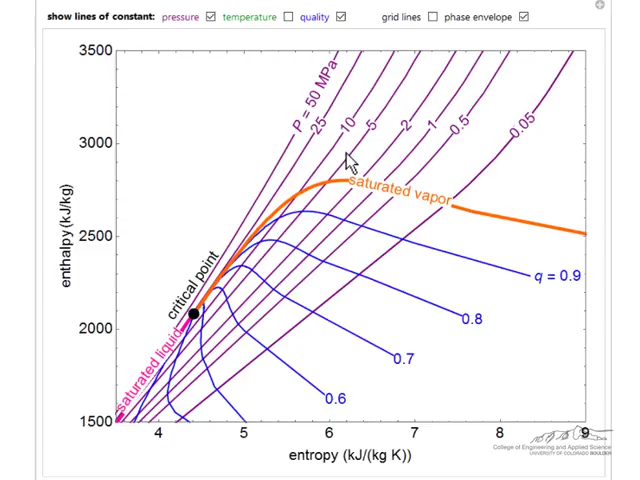 show lines of constant: pressure temperature quality grid lines phase envelope
3500
3000
2500
2000
1500
enthalpy (kJ/kg)
P = 50 MPa
25
10
5
2
1
0.5
0.05
saturated vapor
critical point
saturated liquid
q = 0.9
0.8
0.7
0.6
4 5 6 7 8 9
entropy (kJ/(kg K))
College of Engineering and Applied Science
UNIVERSITY OF COLORADO BOULDER